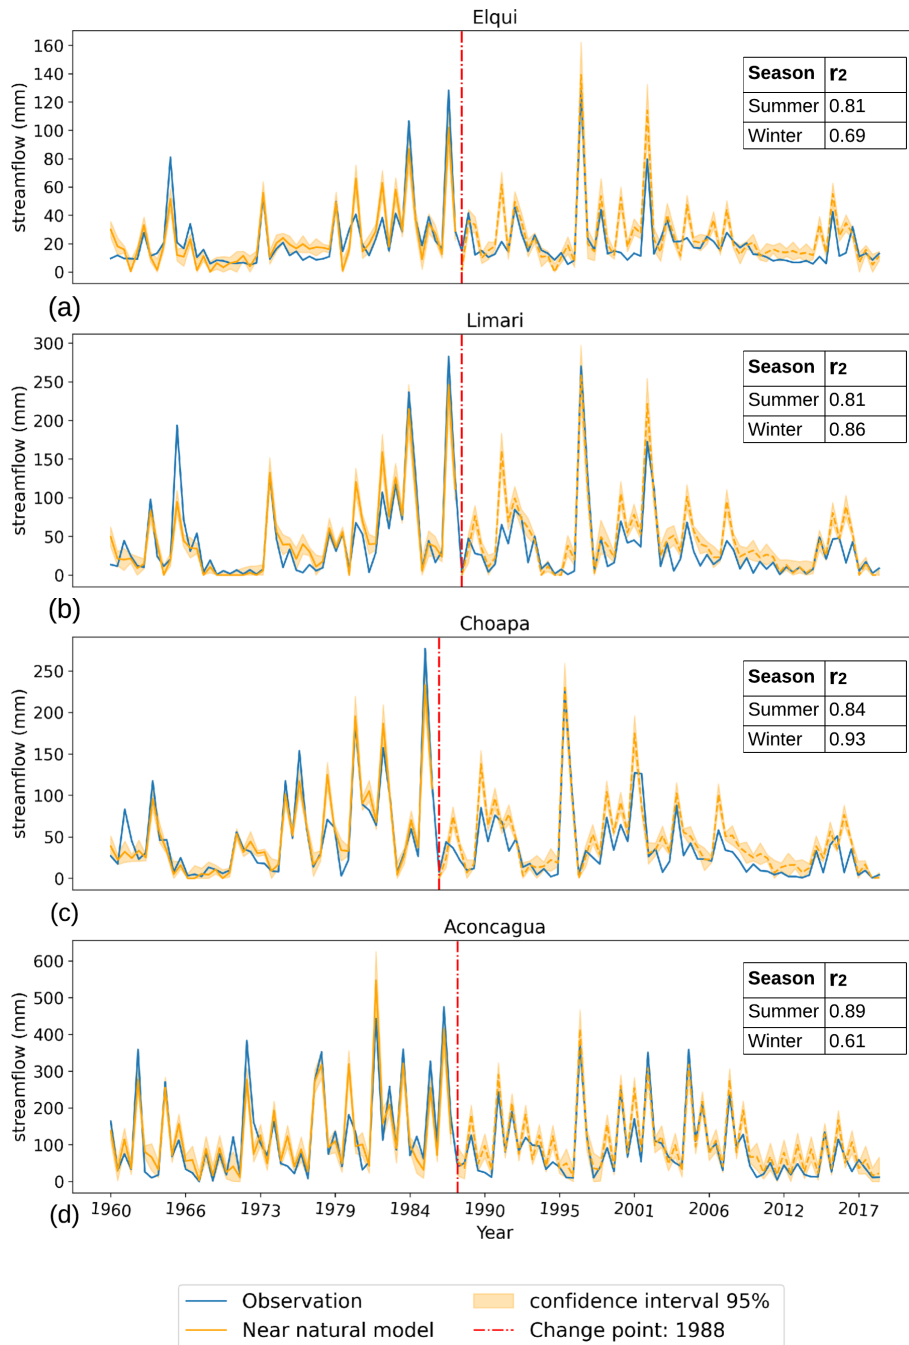 Elqui
streamflow (mm)
160
140
120
100
80
60
40
20
0
Season r2
Summer 0.81
Winter 0.69
(a)
Limari
streamflow (mm)
300
250
200
150
100
50
0
Season r2
Summer 0.81
Winter 0.86
(b)
Choapa
streamflow (mm)
250
200
150
100
50
0
Season r2
Summer 0.84
Winter 0.93
(c)
Aconcagua
streamflow (mm)
600
500
400
300
200
100
0
Season r2
Summer 0.89
Winter 0.61
(d)
1960 1966 1973 1979 1984 1990 1995 2001 2006 2012 2017
Year
Observation confidence interval 95%
Near natural model Change point: 1988